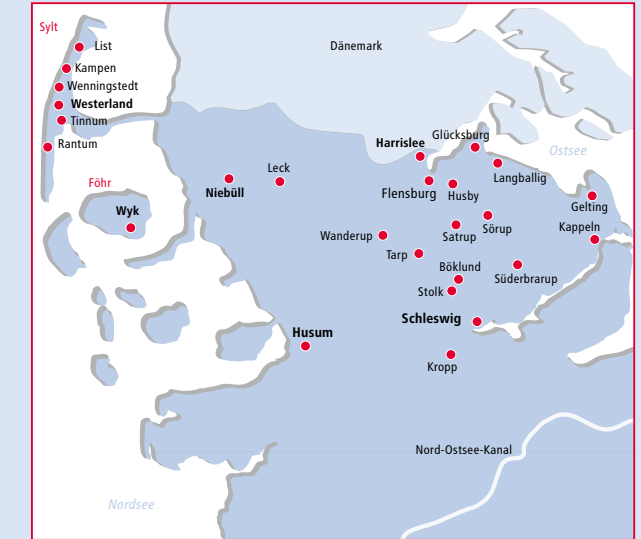 Sylt
List
Dänemark
Kampen
Wenningstedt
Westerland
Tinnum
Rantum
Glücksburg
Harrislee
Ostsee
Leck
Langballig
Föhr
Niebüll
Flensburg
Husby
Gelting
Wyk
Sörup
Kappeln
Wanderup
Satrup
Tarp
Böklund
Süderbrarup
Stolk
Schleswig
Husum
Kropp
Nord-Ostsee-Kanal
Nordsee